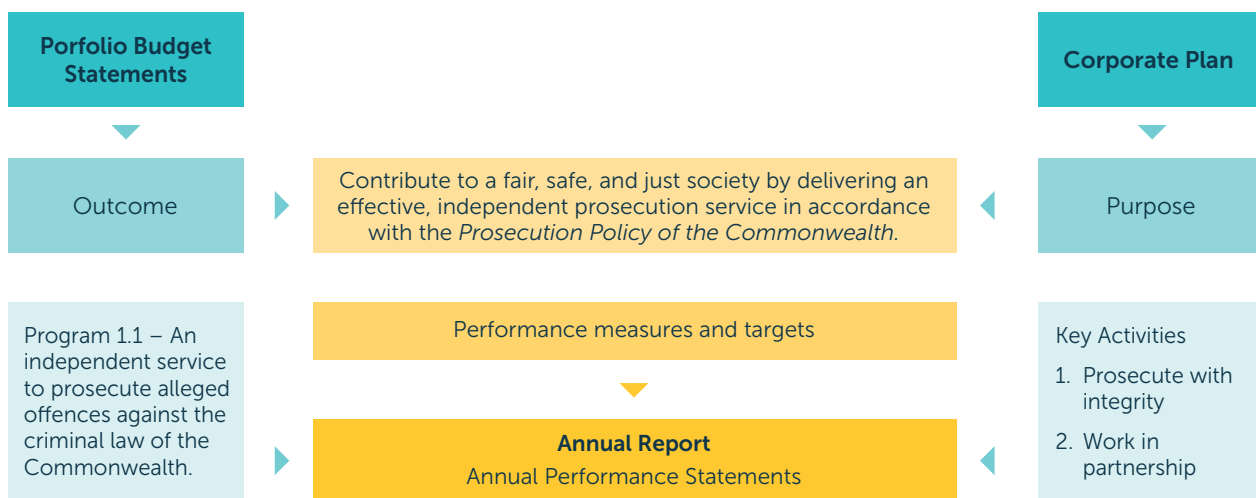 Porfolio Budget
Statements
Corporate Plan
Outcome
Contribute to a fair, safe, and just society by delivering an
effective, independent prosecution service in accordance
with the Prosecution Policy of the Commonwealth.
Purpose
Program 1.1 – An
independent service
to prosecute alleged
offences against the
criminal law of the
Commonwealth.
Performance measures and targets
Annual Report
Annual Performance Statements
Key Activities
1. Prosecute with
integrity
2. Work in
partnership